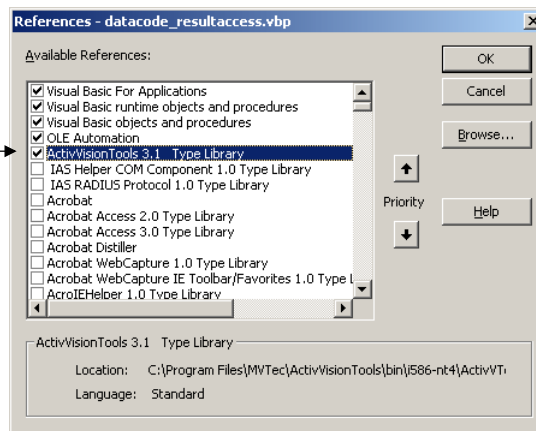 References - datacode_resultaccess.vbp
Available References:
Visual Basic For Applications
Visual Basic runtime objects and procedures
Visual Basic objects and procedures
OLE Automation
ActivVisionTools 3.1 Type Library
IAS Helper COM Component 1.0 Type Library
IAS RADIUS Protocol 1.0 Type Library
Acrobat
Acrobat Access 2.0 Type Library
Acrobat Access 3.0 Type Library
Acrobat Distiller
Acrobat WebCapture 1.0 Type Library
Acrobat WebCapture IE Toolbar/Favorites 1.0 Type L
AcroIEHelper 1.0 Type Library
OK
Cancel
Browse...
Priority
Help
ActivVisionTools 3.1 Type Library
Location: C:\Program Files\MVTec\ActivVisionTools\bin\i586-nt4\ActivVT
Language: Standard